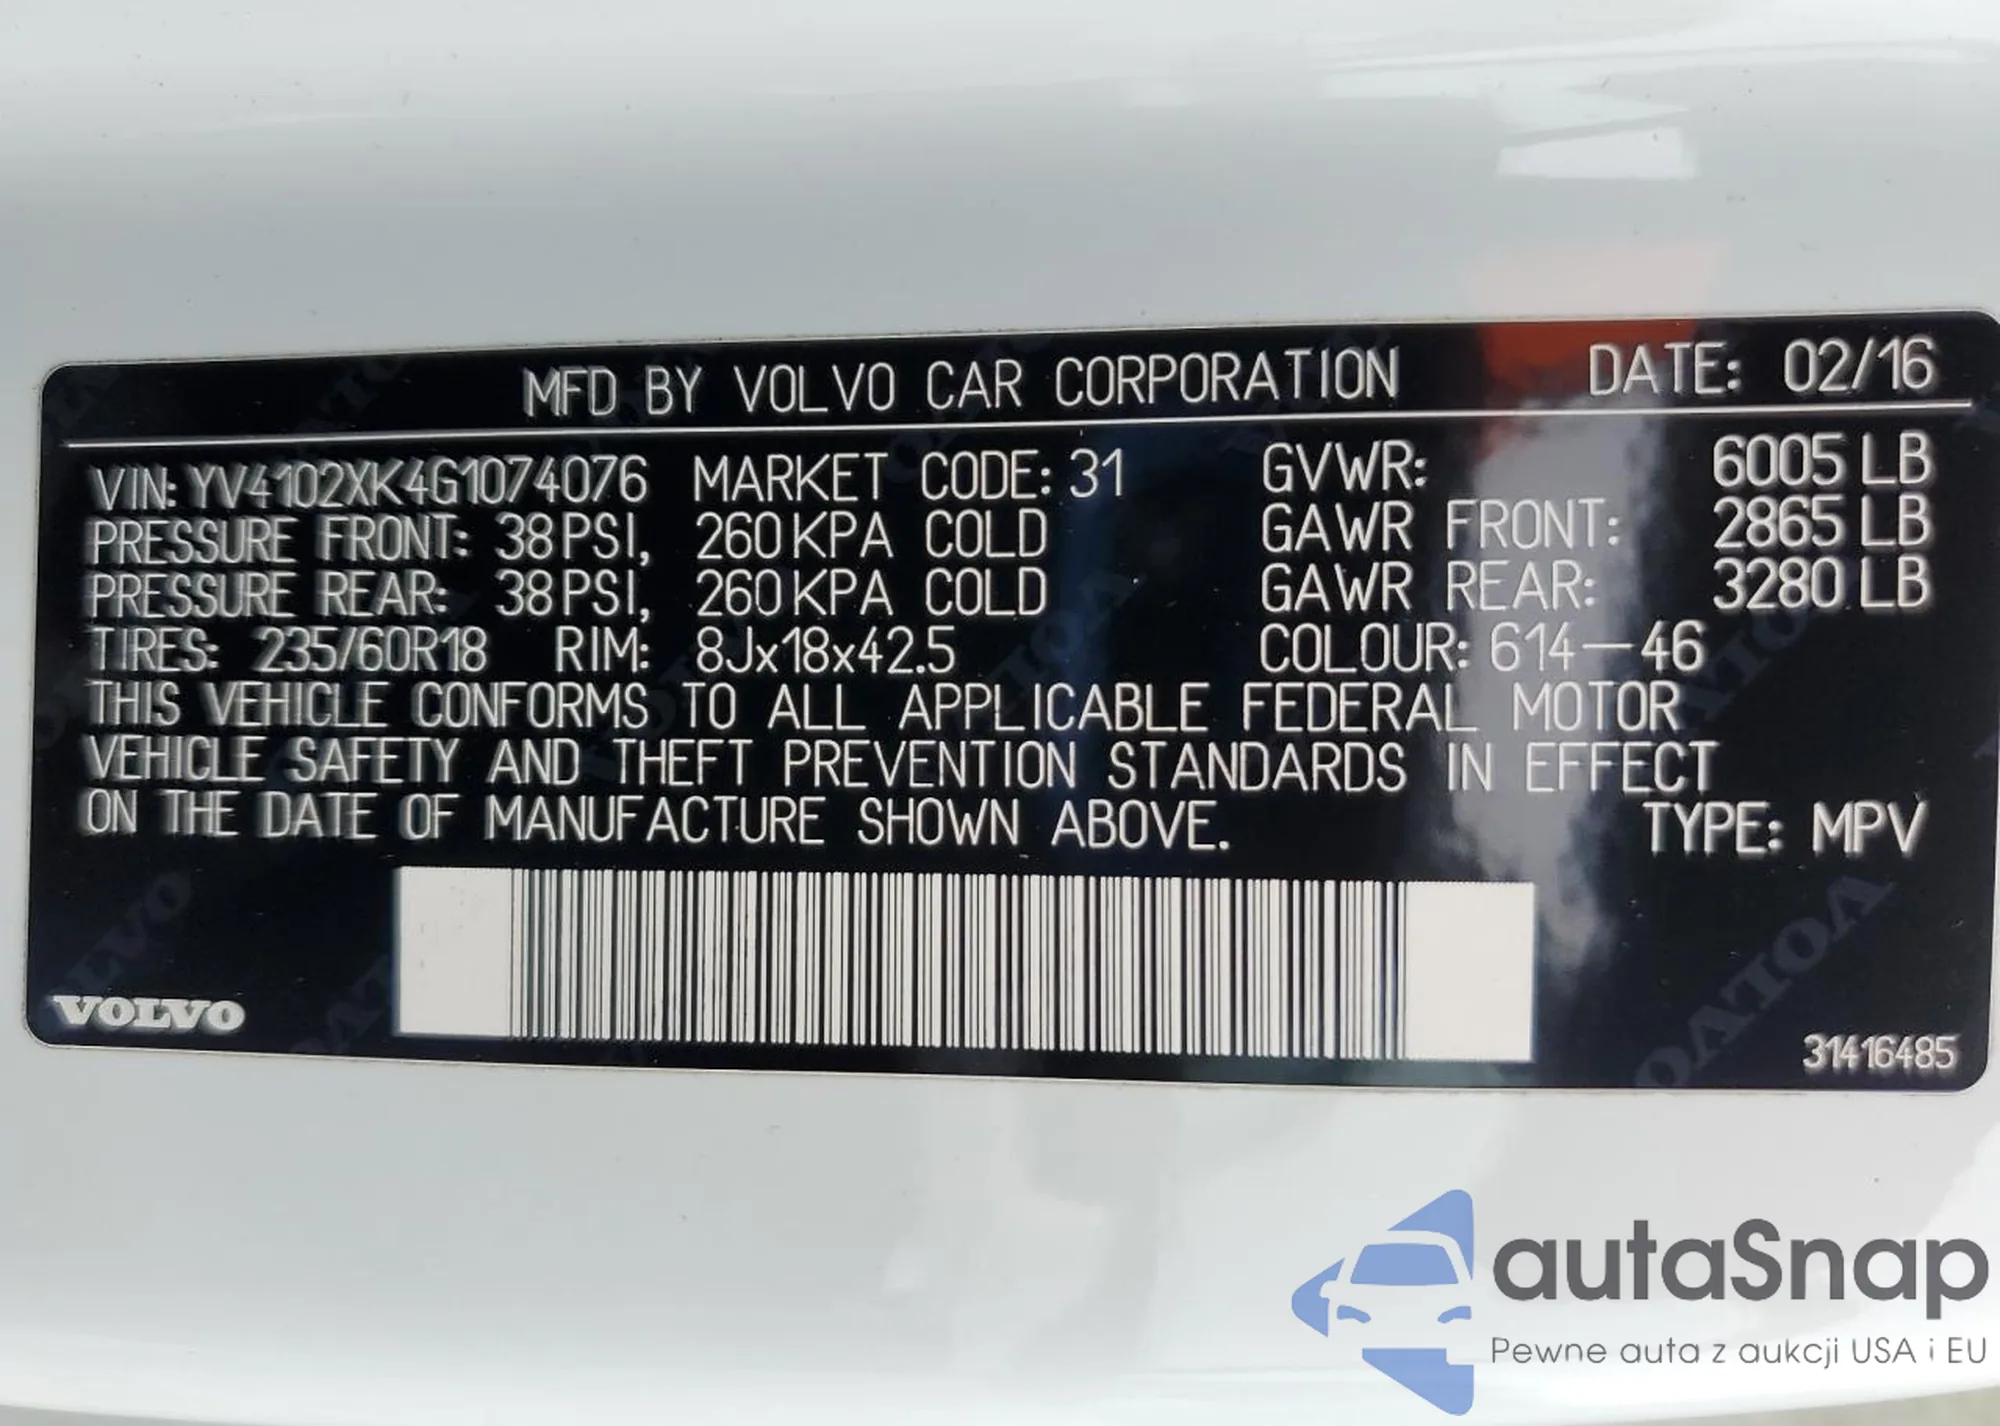 MFD BY VOLVO CAR CORPORATION DATE: 02/16
VIN: YV4102XK4G1074076 MARKET CODE: 31 GVWR: 6005 LB
PRESSURE FRONT: 38 PSI, 260 KPA COLD GAWR FRONT: 2865 LB
PRESSURE REAR: 38 PSI, 260 KPA COLD GAWR REAR: 3280 LB
TIRES: 235/60R18 RIM: 8Jx18x42.5 COLOUR: 614-46
THIS VEHICLE CONFORMS TO ALL APPLICABLE FEDERAL MOTOR
VEHICLE SAFETY AND THEFT PREVENTION STANDARDS IN EFFECT
ON THE DATE OF MANUFACTURE SHOWN ABOVE. TYPE: MPV
VOLVO 31416485
autaSnap
Pewne auta z aukcji USA i EU